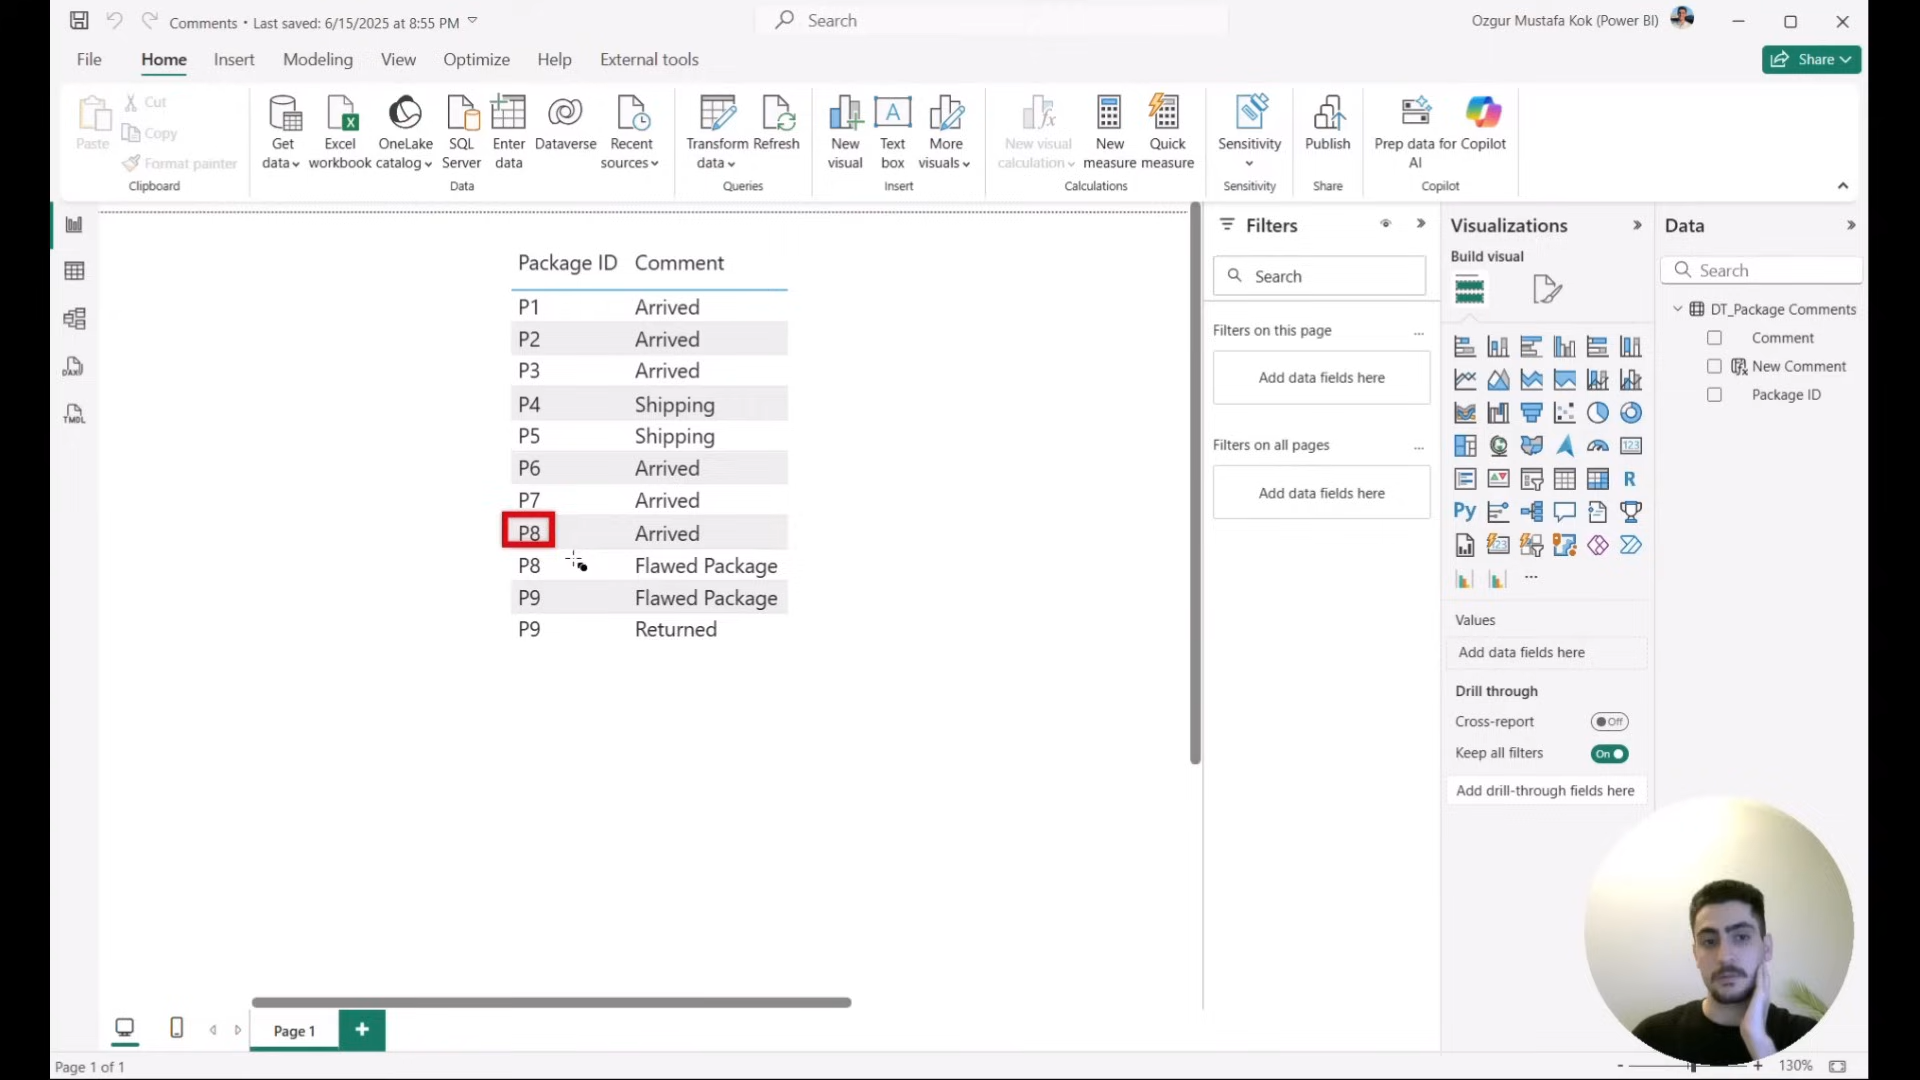 Comments • Last saved: 6/15/2025 at 8:55 PM
Search
Ozgur Mustafa Kok (Power BI)
File Home Insert Modeling View Optimize Help External tools
Share
Paste
Cut
Copy
Format painter
Clipboard
Get data
Excel workbook
OneLake catalog
SQL Server
Enter data
Dataverse
Recent sources
Data
Transform data
Refresh
Queries
New visual
Text box
More visuals
Insert
New visual calculation
New measure
Quick measure
Calculations
Sensitivity
Sensitivity
Publish
Share
Prep data for AI
Copilot
Copilot
Package ID Comment
P1 Arrived
P2 Arrived
P3 Arrived
P4 Shipping
P5 Shipping
P6 Arrived
P7 Arrived
P8 Arrived
P8 Flawed Package
P9 Flawed Package
P9 Returned
Filters
Search
Filters on this page
...
Add data fields here
Filters on all pages
...
Add data fields here
Visualizations
Build visual
123
R
Py
...
Values
Add data fields here
Drill through
Cross-report Off
Keep all filters On
Add drill-through fields here
Data
Search
DT_Package Comments
Comment
New Comment
Package ID
DAX
TMDL
Page 1
+
Page 1 of 1
- + 130%